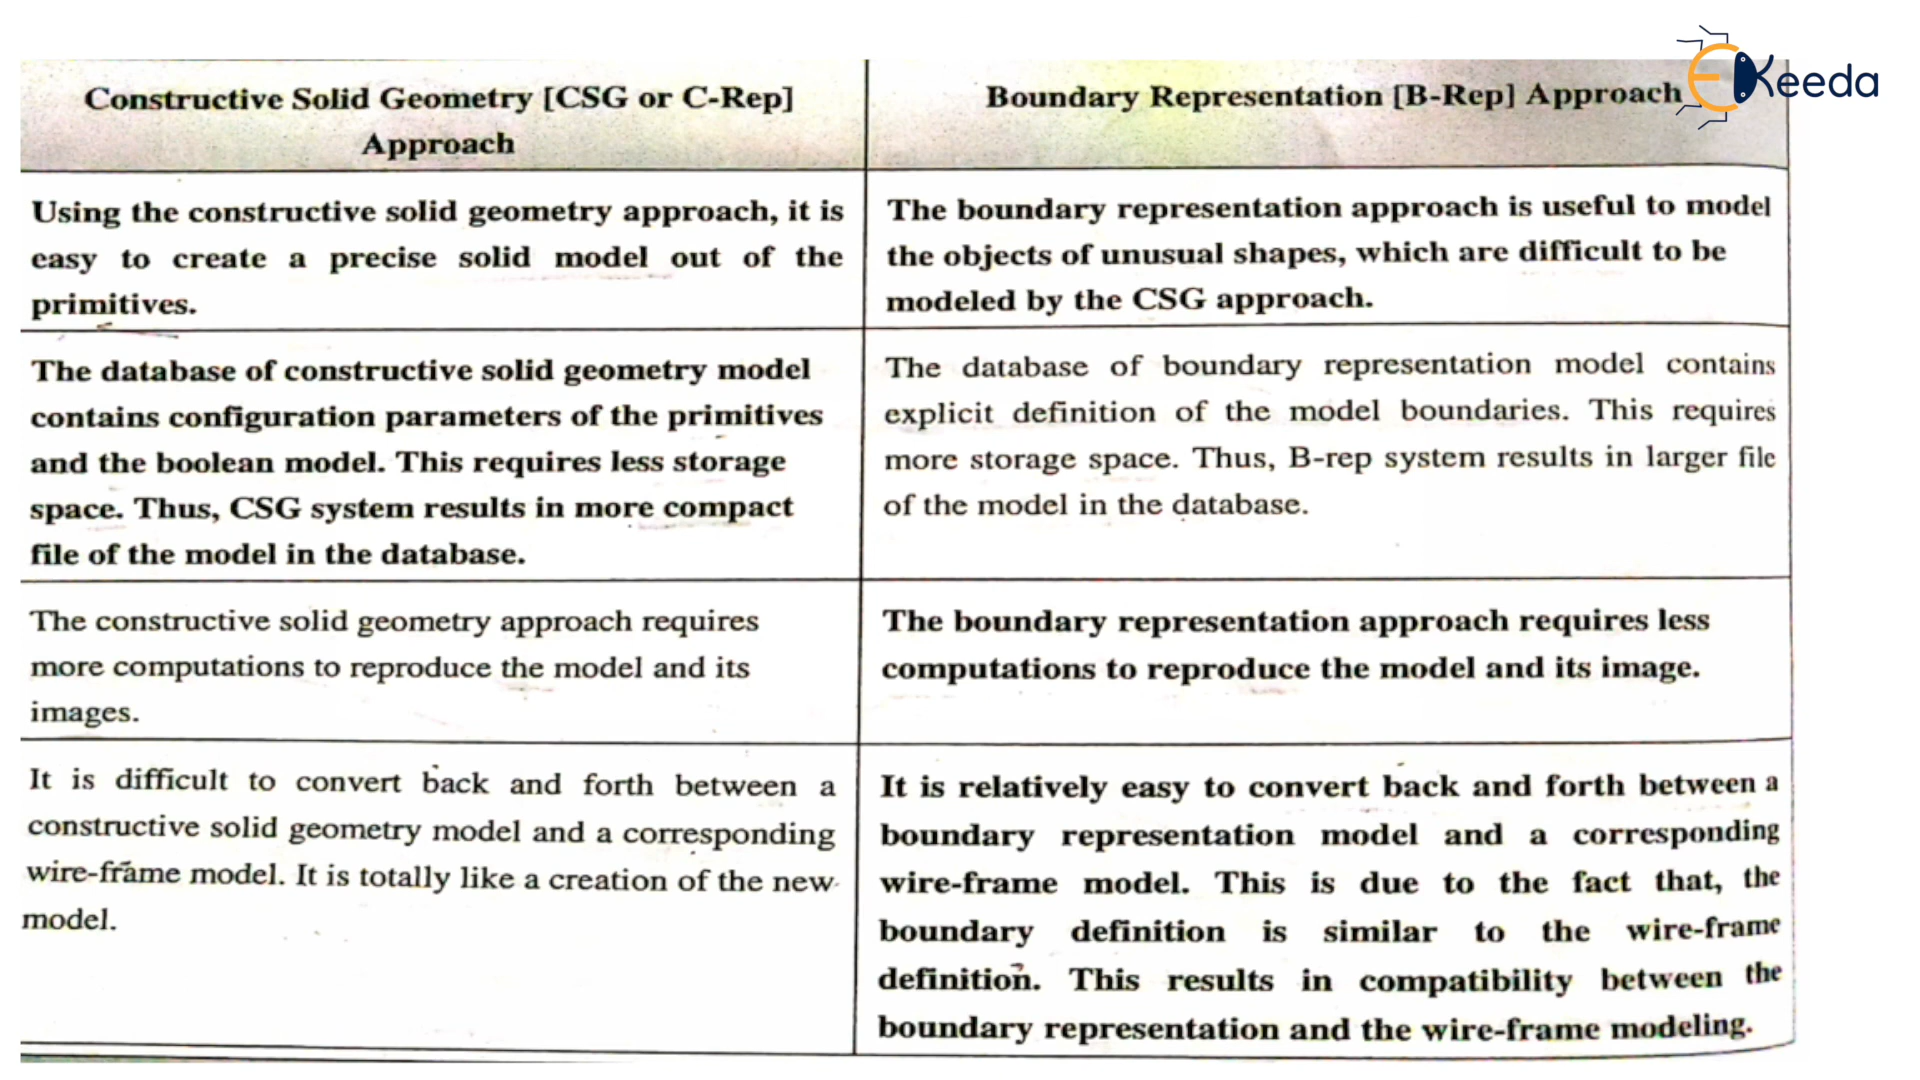 Constructive Solid Geometry [CSG or C-Rep]
Approach
Boundary Representation [B-Rep] Approach
EKeeda
Using the constructive solid geometry approach, it is
easy to create a precise solid model out of the
primitives.
The boundary representation approach is useful to model
the objects of unusual shapes, which are difficult to be
modeled by the CSG approach.
The database of constructive solid geometry model
contains configuration parameters of the primitives
and the boolean model. This requires less storage
space. Thus, CSG system results in more compact
file of the model in the database.
The database of boundary representation model contains
explicit definition of the model boundaries. This requires
more storage space. Thus, B-rep system results in larger file
of the model in the database.
The constructive solid geometry approach requires
more computations to reproduce the model and its
images.
The boundary representation approach requires less
computations to reproduce the model and its image.
It is difficult to convert back and forth between a
constructive solid geometry model and a corresponding
wire-frame model. It is totally like a creation of the new
model.
It is relatively easy to convert back and forth between a
boundary representation model and a corresponding
wire-frame model. This is due to the fact that, the
boundary definition is similar to the wire-frame
definition. This results in compatibility between the
boundary representation and the wire-frame modeling.